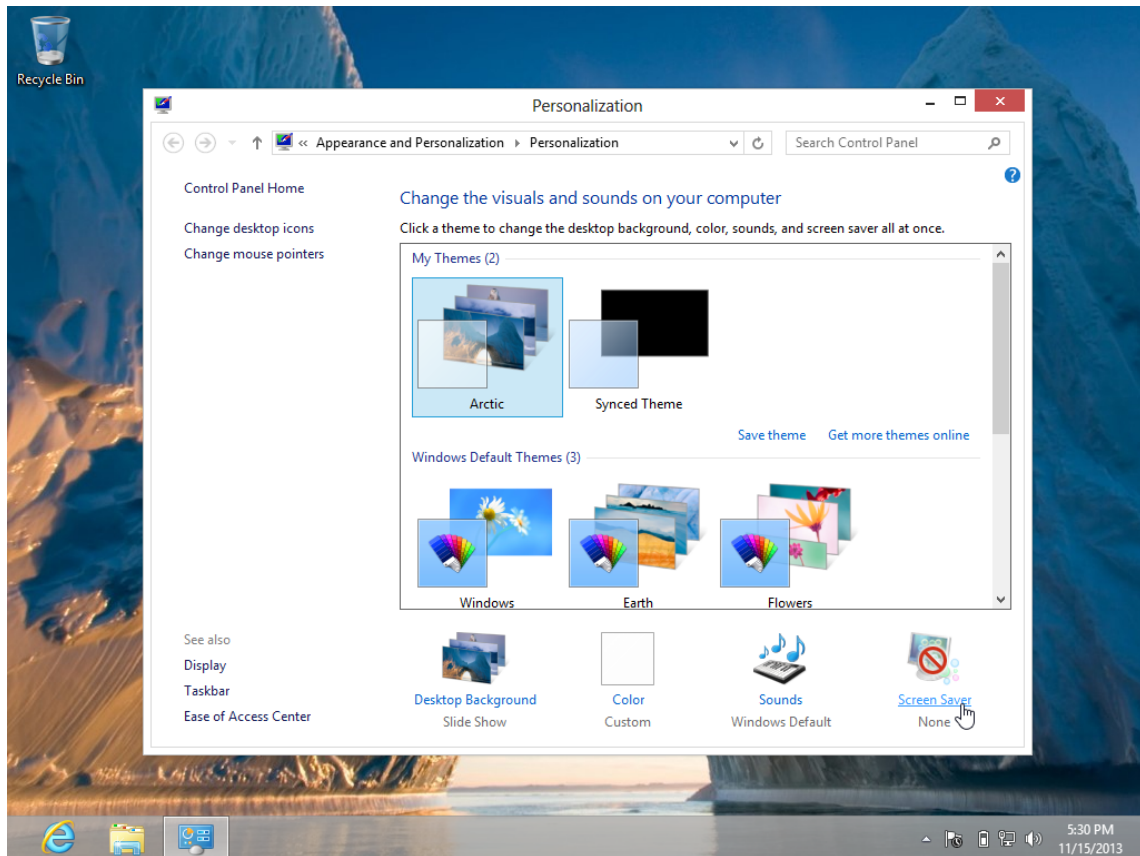 Recycle Bin
Personalization
« Appearance and Personalization Personalization
Search Control Panel
Control Panel Home
Change desktop icons
Change mouse pointers
Change the visuals and sounds on your computer
Click a theme to change the desktop background, color, sounds, and screen saver all at once.
My Themes (2)
Arctic Synced Theme
Save theme Get more themes online
Windows Default Themes (3)
Windows Earth Flowers
See also
Display
Taskbar
Ease of Access Center
Desktop Background Color Sounds Screen Saver
Slide Show Custom Windows Default None
5:30 PM
11/15/2013